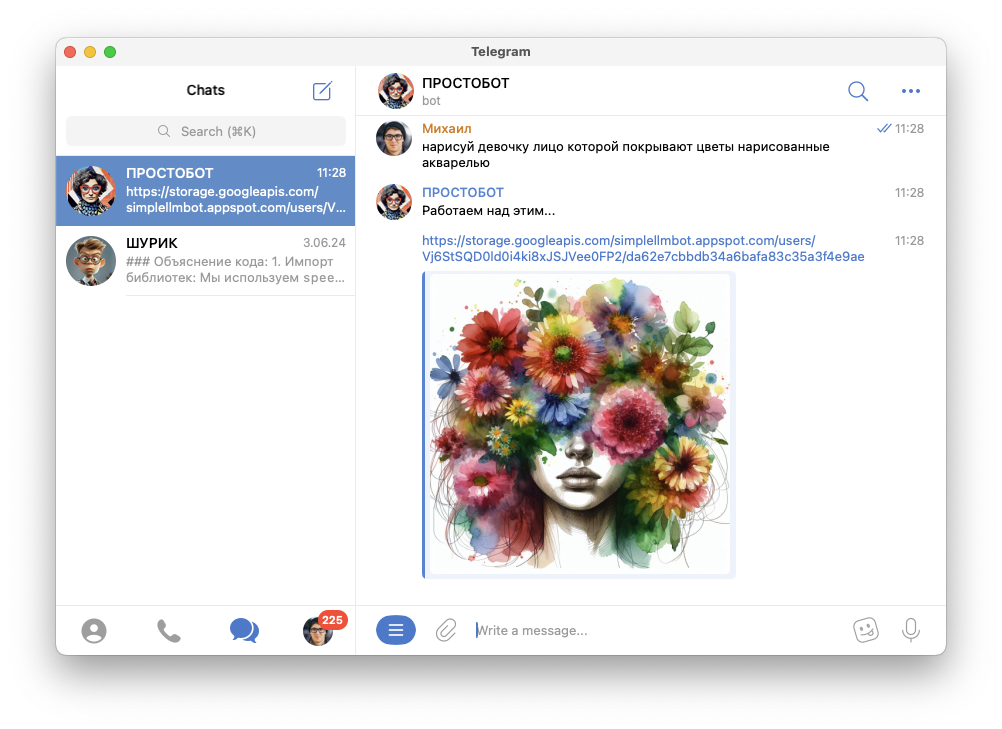 Telegram
Chats
Search (⌘K)
ПРОСТОБОТ 11:28
https://storage.googleapis.com/
simplellmbot.appspot.com/users/V...
ШУРИК 3.06.24
### Объяснение кода: 1. Импорт
библиотек: Мы используем spee...
225
ПРОСТОБОТ
bot
Михаил 11:28
нарисуй девочку лицо которой покрывают цветы нарисованные
акварелью
ПРОСТОБОТ 11:28
Работаем над этим...
https://storage.googleapis.com/simplellmbot.appspot.com/users/ 11:28
Vj6StSQD0ld0i4ki8xJSJVee0FP2/da62e7cbbdb34a6bafa83c35a3f4e9ae
Write a message...